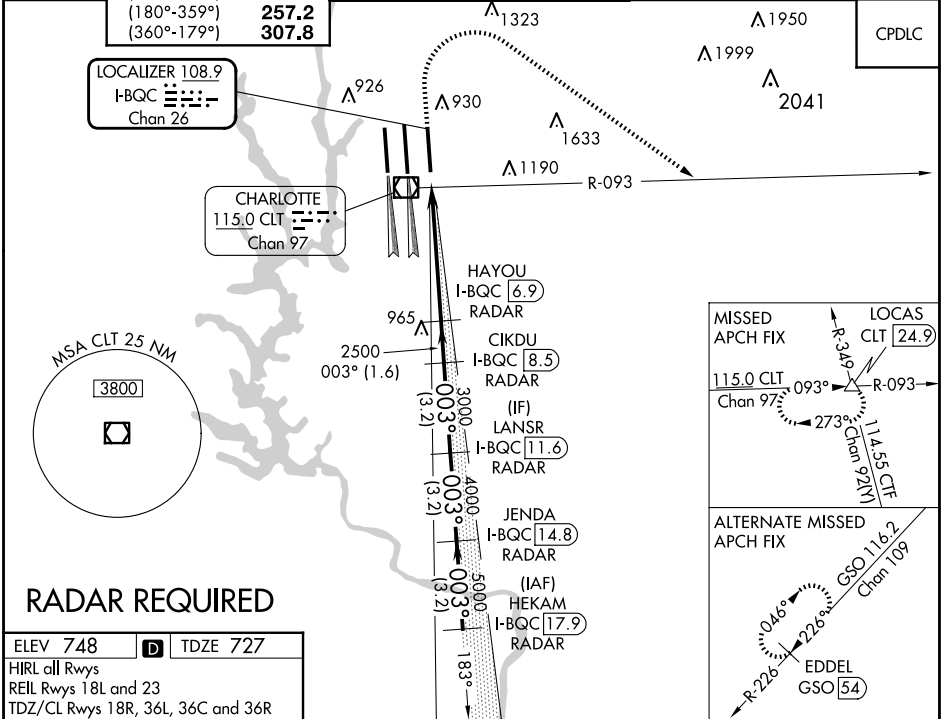 (180°-359°) 257.2
(360°-179°) 307.8
CPDLC
1323
1950
1999
2041
LOCALIZER 108.9
I-BQC
Chan 26
926
930
1633
1190
R-093
CHARLOTTE
115.0 CLT
Chan 97
HAYOU
I-BQC 6.9
RADAR
965
2500
003° (1.6)
CIKDU
I-BQC 8.5
RADAR
3000
003°
(3.2)
(IF)
LANSR
I-BQC 11.6
RADAR
4000
003°
(3.2)
JENDA
I-BQC 14.8
RADAR
5000
003°
(3.2)
(IAF)
HEKAM
I-BQC 17.9
RADAR
183°
MSA CLT 25 NM
3800
MISSED
APCH FIX
LOCAS
CLT 24.9
R-349
115.0 CLT
Chan 97
093°
R-093
273°
114.55 CTF
Chan 92(Y)
ALTERNATE MISSED
APCH FIX
GSO 116.2
Chan 109
046°
226°
R-226
EDDEL
GSO 54
RADAR REQUIRED
ELEV 748 D TDZE 727
HIRL all Rwys
REIL Rwys 18L and 23
TDZ/CL Rwys 18R, 36L, 36C and 36R